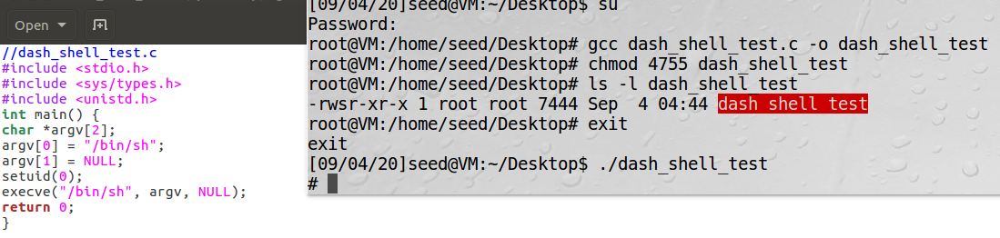 Open
//dash_shell_test.c
#include <stdio.h>
#include <sys/types.h>
#include <unistd.h>
int main() {
char *argv[2];
argv[0] = "/bin/sh";
argv[1] = NULL;
setuid(0);
execve("/bin/sh", argv, NULL);
return 0;
}
[09/04/20]seed@VM:~/Desktop$ su
Password:
root@VM:/home/seed/Desktop# gcc dash_shell_test.c -o dash_shell_test
root@VM:/home/seed/Desktop# chmod 4755 dash_shell_test
root@VM:/home/seed/Desktop# ls -l dash_shell_test
-rwsr-xr-x 1 root root 7444 Sep  4 04:44 dash_shell_test
root@VM:/home/seed/Desktop# exit
exit
[09/04/20]seed@VM:~/Desktop$ ./dash_shell_test
#